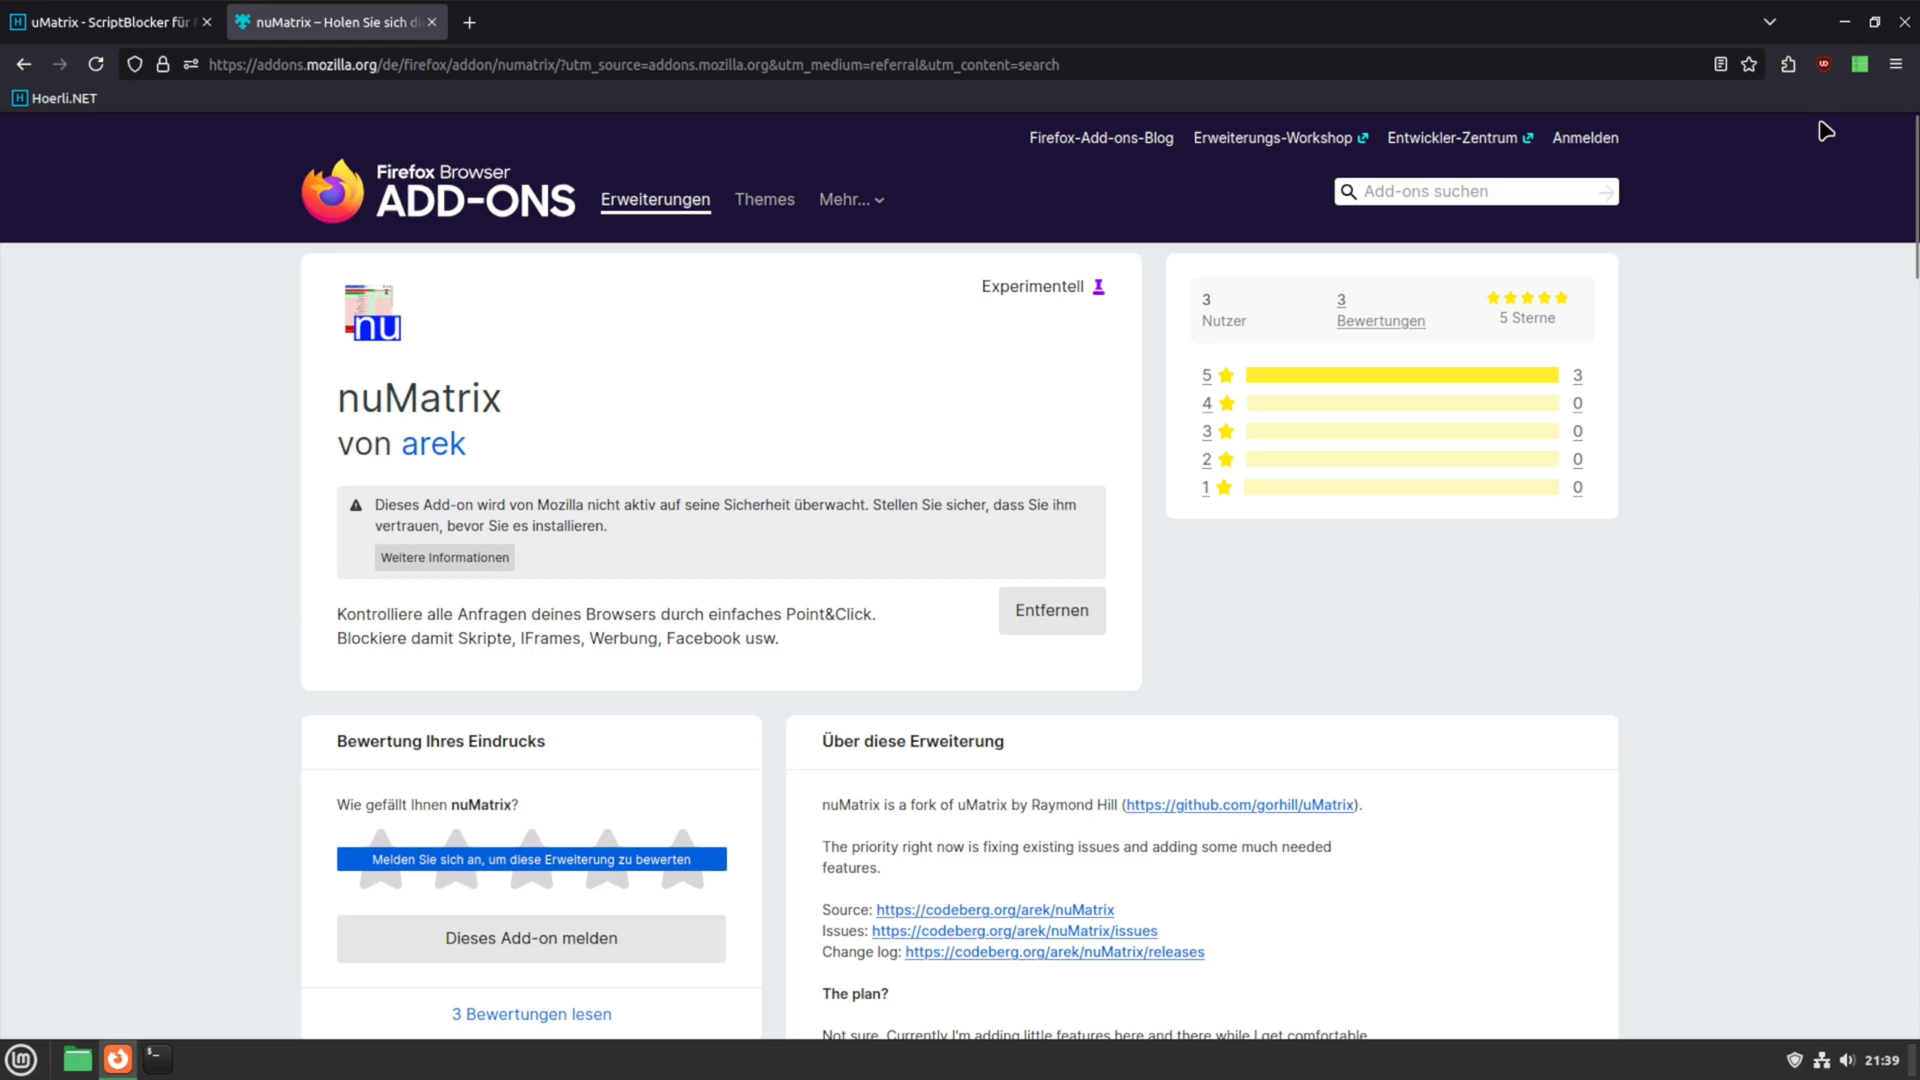 uMatrix - ScriptBlocker für
nuMatrix – Holen Sie sich di
https://addons.mozilla.org/de/firefox/addon/numatrix/?utm_source=addons.mozilla.org&utm_medium=referral&utm_content=search
Hoerli.NET
Firefox-Add-ons-Blog
Erweiterungs-Workshop
Entwickler-Zentrum
Anmelden
Firefox Browser
ADD-ONS
Erweiterungen
Themes
Mehr...
Add-ons suchen
Experimentell
nu
nuMatrix
von arek
Dieses Add-on wird von Mozilla nicht aktiv auf seine Sicherheit überwacht. Stellen Sie sicher, dass Sie ihm
vertrauen, bevor Sie es installieren.
Weitere Informationen
Kontrolliere alle Anfragen deines Browsers durch einfaches Point&Click.
Blockiere damit Skripte, IFrames, Werbung, Facebook usw.
Entfernen
3
Nutzer
3
Bewertungen
5 Sterne
5 3
4 0
3 0
2 0
1 0
Bewertung Ihres Eindrucks
Wie gefällt Ihnen nuMatrix?
Melden Sie sich an, um diese Erweiterung zu bewerten
Dieses Add-on melden
3 Bewertungen lesen
Über diese Erweiterung
nuMatrix is a fork of uMatrix by Raymond Hill (https://github.com/gorhill/uMatrix).
The priority right now is fixing existing issues and adding some much needed
features.
Source: https://codeberg.org/arek/nuMatrix
Issues: https://codeberg.org/arek/nuMatrix/issues
Change log: https://codeberg.org/arek/nuMatrix/releases
The plan?
Not sure. Currently I'm adding little features here and there while I get comfortable
21:39